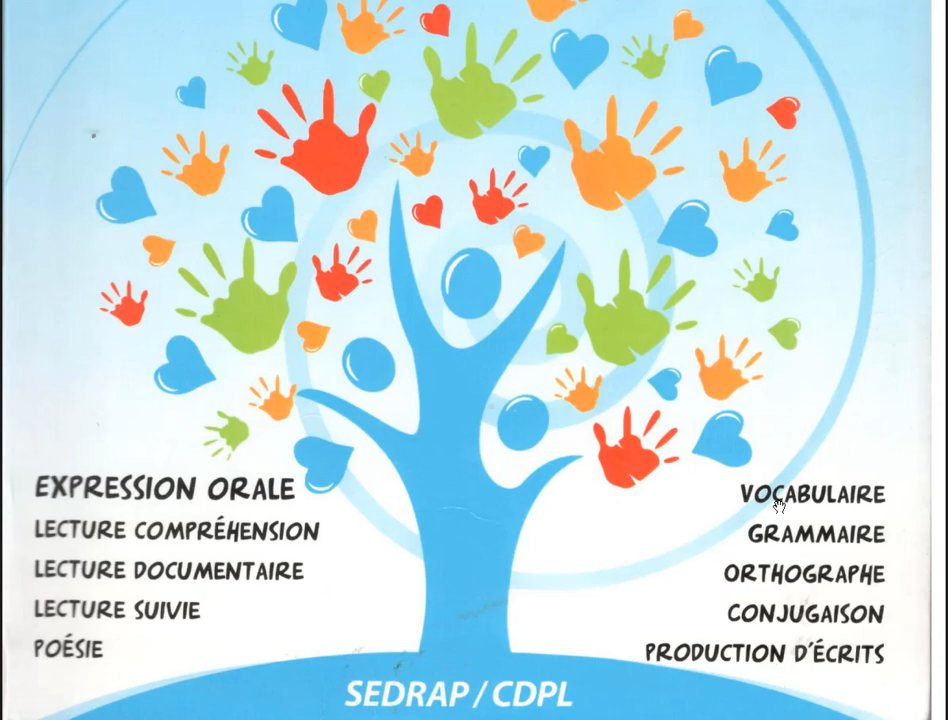 EXPRESSION ORALE
LECTURE COMPRÉHENSION
LECTURE DOCUMENTAIRE
LECTURE SUIVIE
POÉSIE
VOCABULAIRE
GRAMMAIRE
ORTHOGRAPHE
CONJUGAISON
PRODUCTION D'ÉCRITS
SEDRAP / CDPL